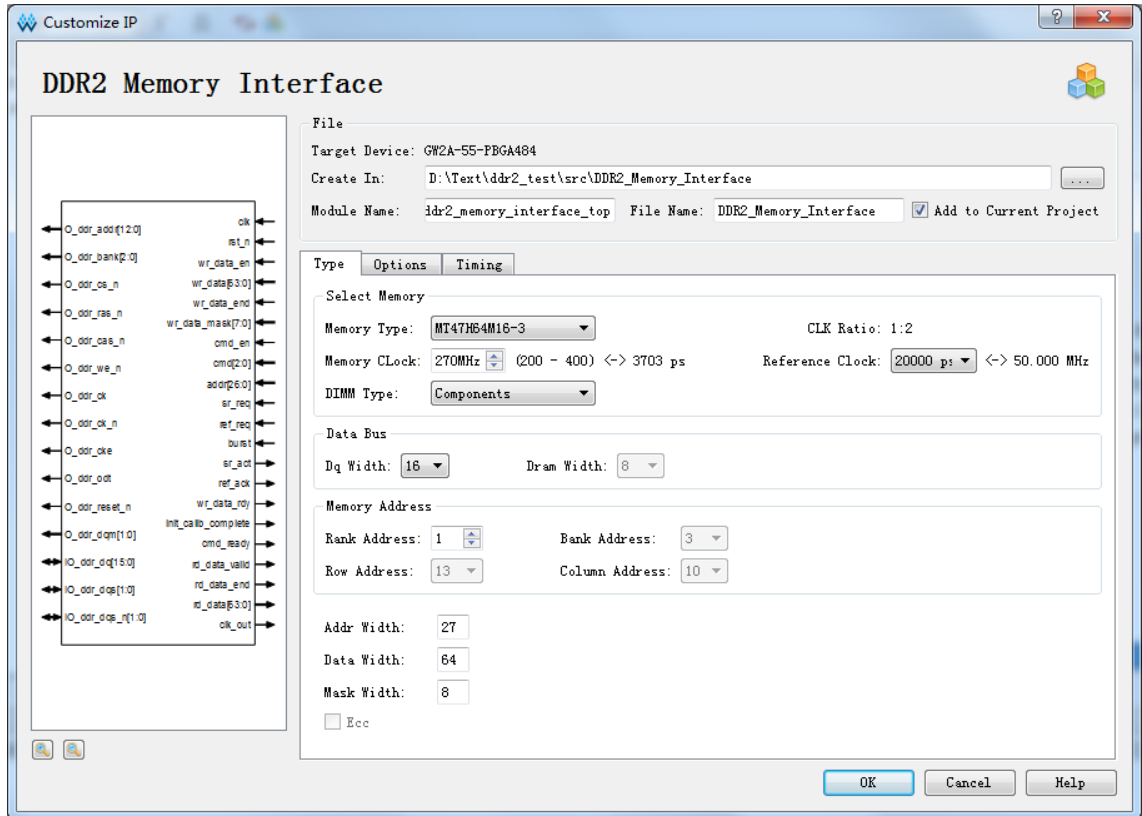 Customize IP
DDR2 Memory Interface
O_ddr_addr[12:0]
O_ddr_bank[2:0]
O_ddr_cs_n
O_ddr_ras_n
O_ddr_cas_n
O_ddr_we_n
O_ddr_ck
O_ddr_ck_n
O_ddr_cke
O_ddr_odt
O_ddr_reset_n
O_ddr_dqm[1:0]
IO_ddr_dq[15:0]
IO_ddr_dqs[1:0]
IO_ddr_dqs_n[1:0]
clk
rst_n
wr_data_en
wr_data[63:0]
wr_data_end
wr_data_mask[7:0]
cmd_en
cmd[2:0]
addr[26:0]
sr_req
ref_req
burst
sr_act
ref_ack
wr_data_rdy
init_calib_complete
cmd_ready
rd_data_valid
rd_data_end
rd_data[63:0]
clk_out
File
Target Device: GW2A-55-PBGA484
Create In: D:\Text\ddr2_test\src\DDR2_Memory_Interface ...
Module Name: ddr2_memory_interface_top File Name: DDR2_Memory_Interface Add to Current Project
Type Options Timing
Select Memory
Memory Type: MT47H64M16-3 CLK Ratio: 1:2
Memory CLock: 270MHz (200 - 400) <-> 3703 ps Reference Clock: 20000 ps <-> 50.000 MHz
DIMM Type: Components
Data Bus
Dq Width: 16 Dram Width: 8
Memory Address
Rank Address: 1 Bank Address: 3
Row Address: 13 Column Address: 10
Addr Width: 27
Data Width: 64
Mask Width: 8
Ecc
OK Cancel Help